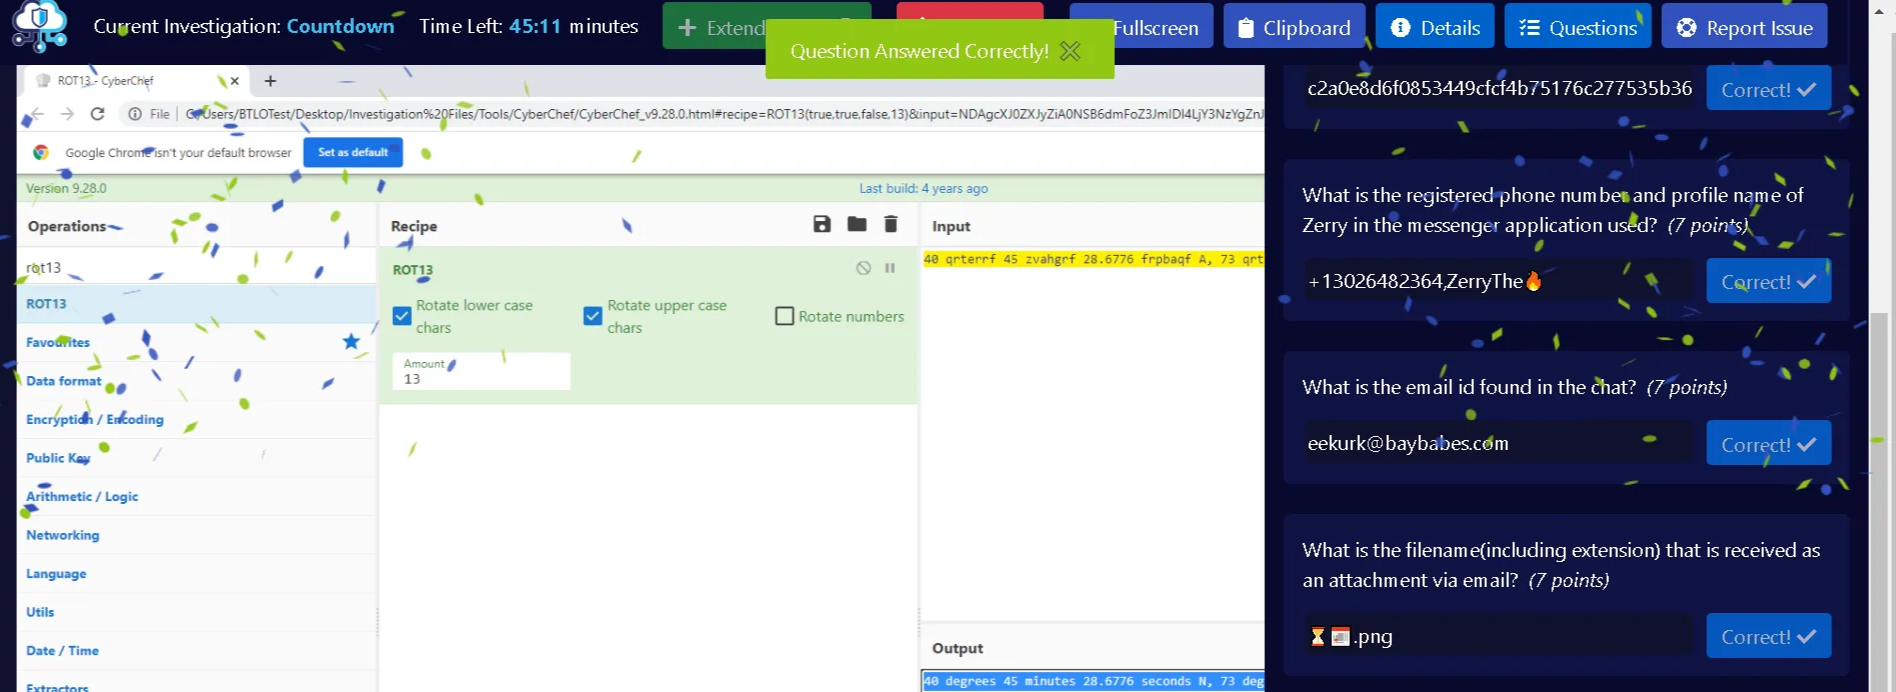 Current Investigation: Countdown Time Left: 45:11 minutes
Extend
Fullscreen
Clipboard
Details
Questions
Report Issue
Question Answered Correctly!
ROT13 - CyberChef
File C:/Users/BTLOTest/Desktop/Investigation%20Files/Tools/CyberChef/CyberChef_v9.28.0.html#recipe=ROT13(true,true,false,13)&input=NDAgcXJ0ZXJyZiA0NSB6dmFoZ3JmIDI4LjY3NzYgZnJ
Google Chrome isn't your default browser
Set as default
Version 9.28.0
Last build: 4 years ago
Operations
rot13
ROT13
Favourites
Data format
Encryption / Encoding
Public Key
Arithmetic / Logic
Networking
Language
Utils
Date / Time
Extractors
Recipe
ROT13
Rotate lower case chars
Rotate upper case chars
Rotate numbers
Amount
13
Input
40 qrterrf 45 zvahgrf 28.6776 frpbaqf A, 73 qrt
Output
40 degrees 45 minutes 28.6776 seconds N, 73 deg
c2a0e8d6f0853449cfcf4b75176c277535b36
Correct!
What is the registered phone number and profile name of
Zerry in the messenger application used? (7 points)
+13026482364,ZerryThe🔥
Correct!
What is the email id found in the chat? (7 points)
eekurk@baybabes.com
Correct!
What is the filename(including extension) that is received as
an attachment via email? (7 points)
⏳📅.png
Correct!